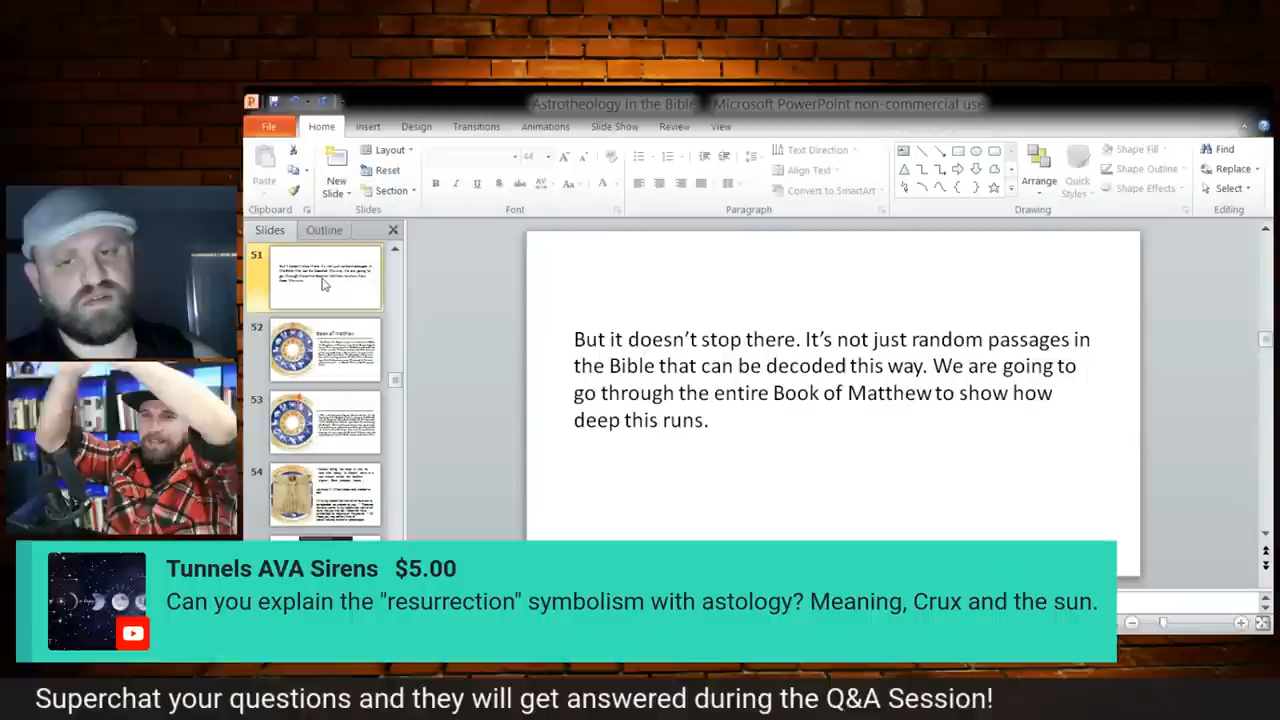 Astrotheology in the Bible - Microsoft PowerPoint non-commercial use
File Home Insert Design Transitions Animations Slide Show Review View
Paste
New Slide
Layout
Reset
Section
44
Text Direction
Align Text
Convert to SmartArt
Arrange
Quick Styles
Shape Fill
Shape Outline
Shape Effects
Find
Replace
Select
Clipboard Slides Font Paragraph Drawing Editing
Slides Outline
51
52
Book of Matthew
53
54
But it doesn’t stop there. It’s not just random passages in
the Bible that can be decoded this way. We are going to
go through the entire Book of Matthew to show how
deep this runs.
Tunnels AVA Sirens $5.00
Can you explain the "resurrection" symbolism with astology? Meaning, Crux and the sun.
Superchat your questions and they will get answered during the Q&A Session!